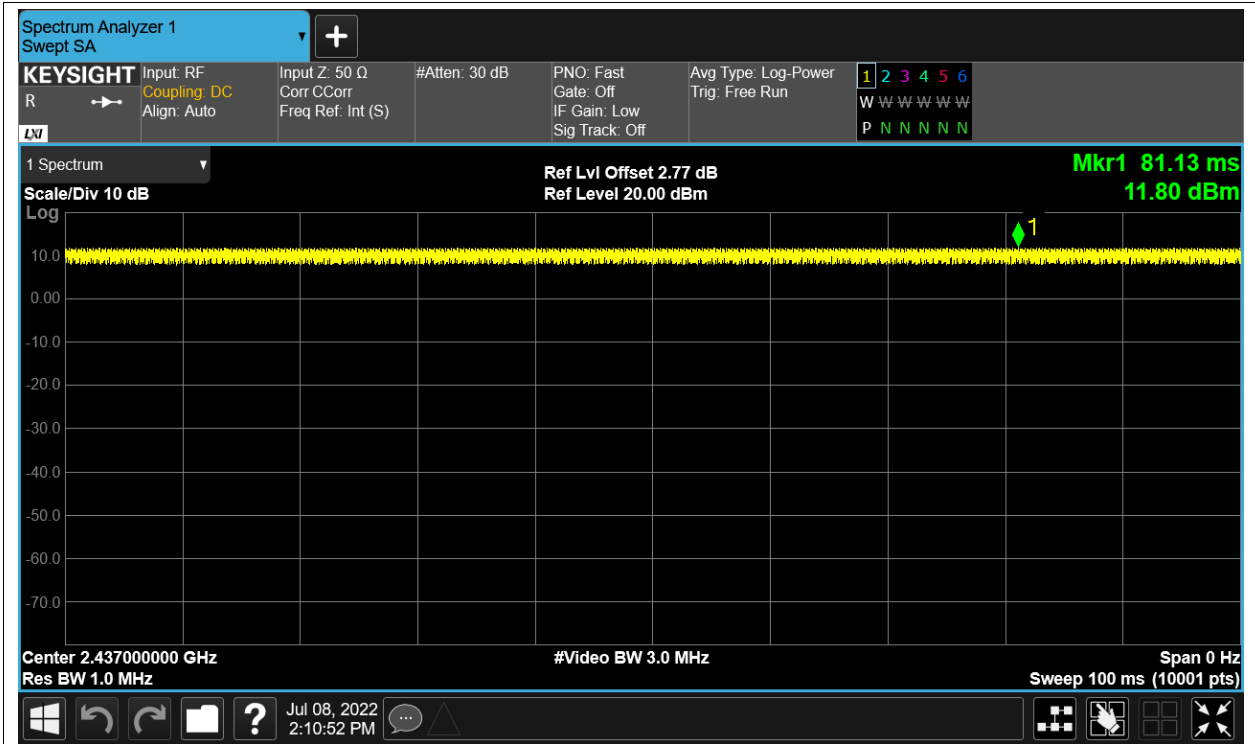 Spectrum Analyzer 1
Swept SA
KEYSIGHT
R
LXI
Input: RF
Coupling: DC
Align: Auto
Input Z: 50 Ω
Corr CCorr
Freq Ref: Int (S)
#Atten: 30 dB
PNO: Fast
Gate: Off
IF Gain: Low
Sig Track: Off
Avg Type: Log-Power
Trig: Free Run
1 2 3 4 5 6
W W W W W W
P N N N N N
1 Spectrum
Scale/Div 10 dB
Ref Lvl Offset 2.77 dB
Ref Level 20.00 dBm
Mkr1 81.13 ms
11.80 dBm
Log
1
10.0
0.00
-10.0
-20.0
-30.0
-40.0
-50.0
-60.0
-70.0
Center 2.437000000 GHz
Res BW 1.0 MHz
#Video BW 3.0 MHz
Span 0 Hz
Sweep 100 ms (10001 pts)
?
Jul 08, 2022
2:10:52 PM